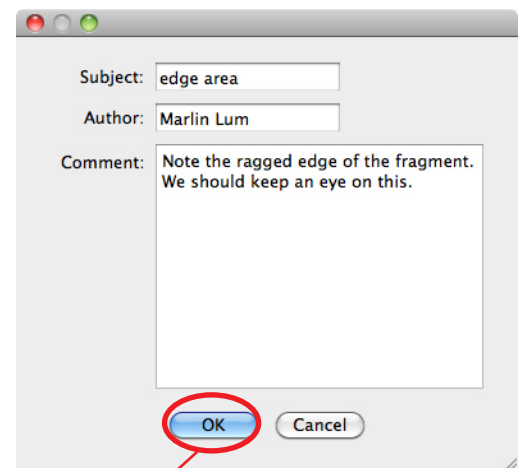 Subject: edge area
Author: Marlin Lum
Comment: Note the ragged edge of the fragment.
We should keep an eye on this.
OK Cancel